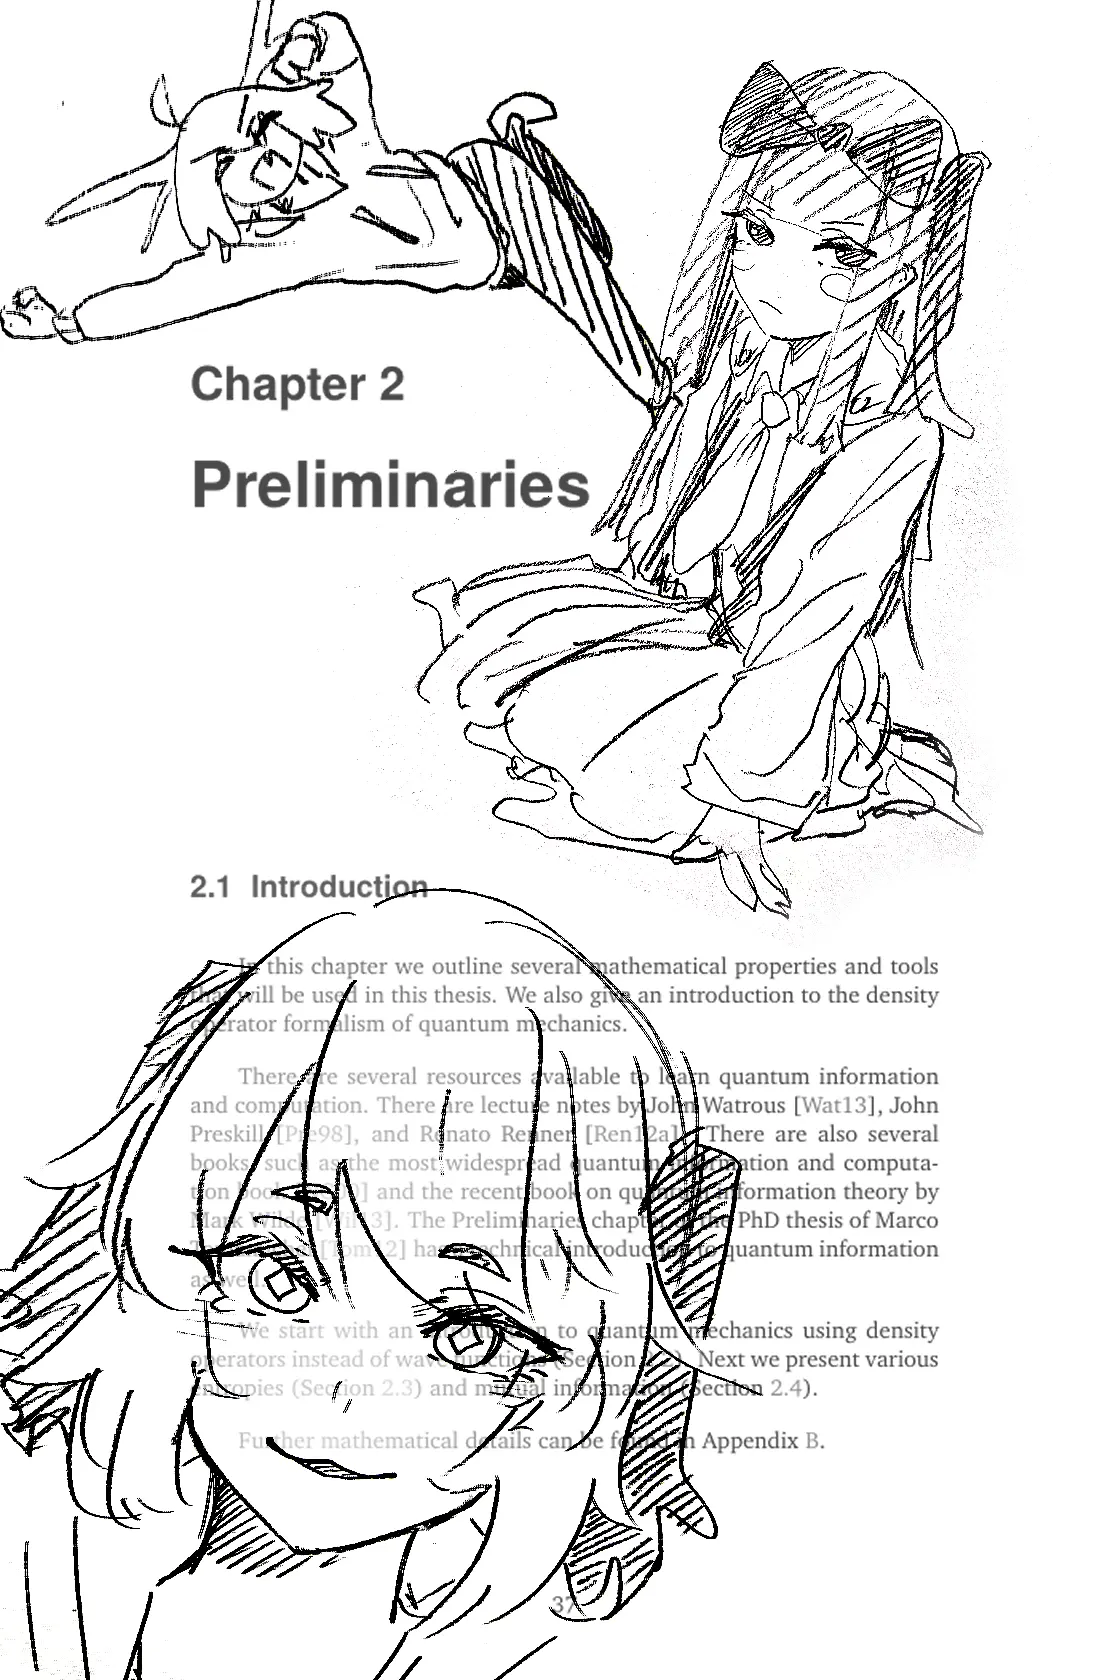 Chapter 2
Preliminaries
2.1 Introduction
In this chapter we outline several mathematical properties and tools
that will be used in this thesis. We also give an introduction to the density
operator formalism of quantum mechanics.
There are several resources available to learn quantum information
and computation. There are lecture notes by John Watrous [Wat13], John
Preskill [Pre98], and Renato Renner [Ren12a]. There are also several
books, such as the most widespread quantum information and computa-
tion book and the recent book on quantum information theory by
Mark Wilde [Wil13]. The Preliminaries chapter of the PhD thesis of Marco
[Tom12] has a technical introduction to quantum information
as well.
We start with an introduction to quantum mechanics using density
operators instead of wave functions (Section 2.2). Next we present various
entropies (Section 2.3) and mutual information (Section 2.4).
Further mathematical details can be found in Appendix B.
37